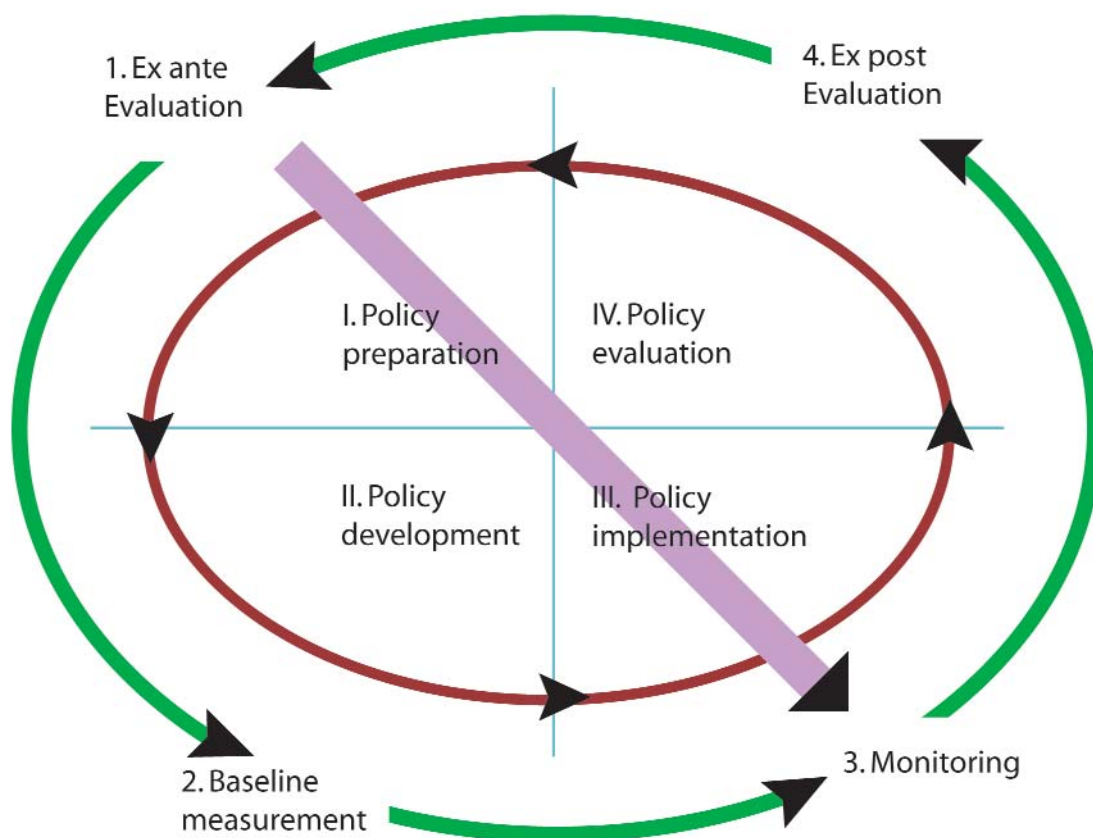 1. Ex ante
Evaluation
4. Ex post
Evaluation
I. Policy
preparation
IV. Policy
evaluation
II. Policy
development
III. Policy
implementation
2. Baseline
measurement
3. Monitoring